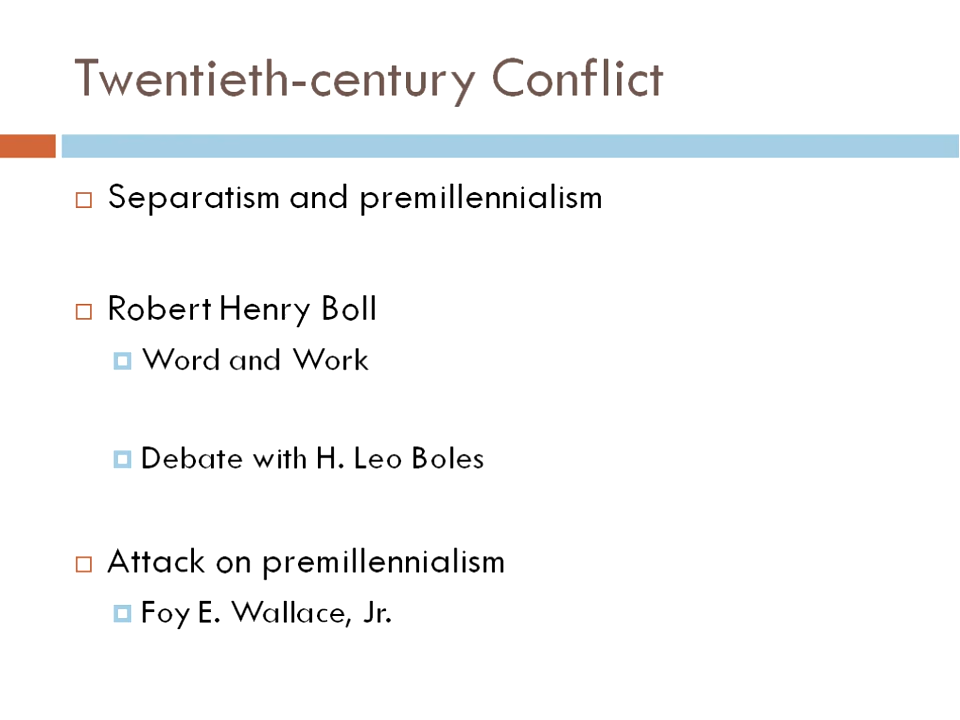 Twentieth-century Conflict
Separatism and premillennialism
Robert Henry Boll
Word and Work
Debate with H. Leo Boles
Attack on premillennialism
Foy E. Wallace, Jr.